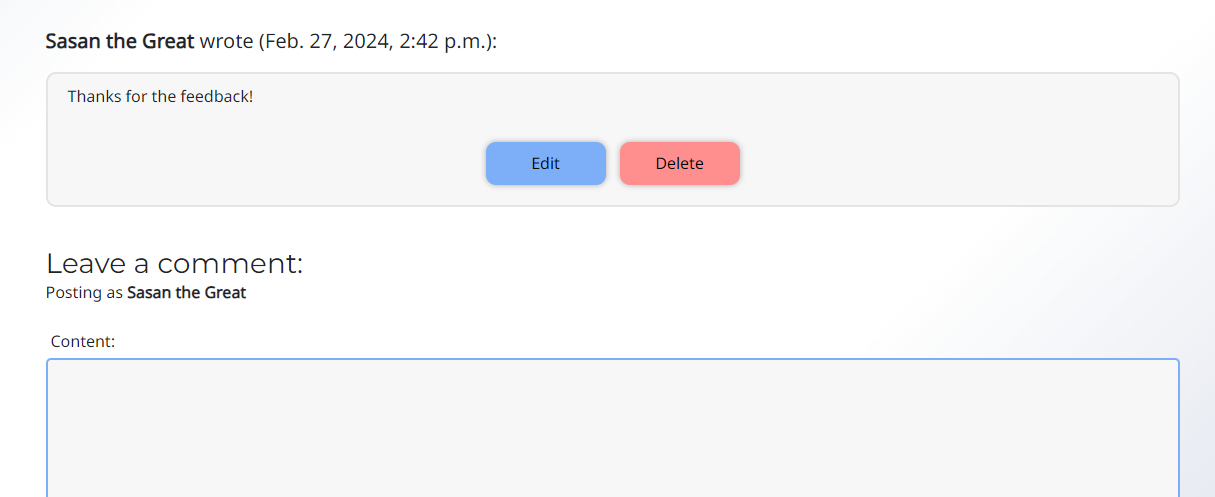 Sasan the Great wrote (Feb. 27, 2024, 2:42 p.m.):
Thanks for the feedback!
Edit Delete
Leave a comment:
Posting as Sasan the Great
Content: